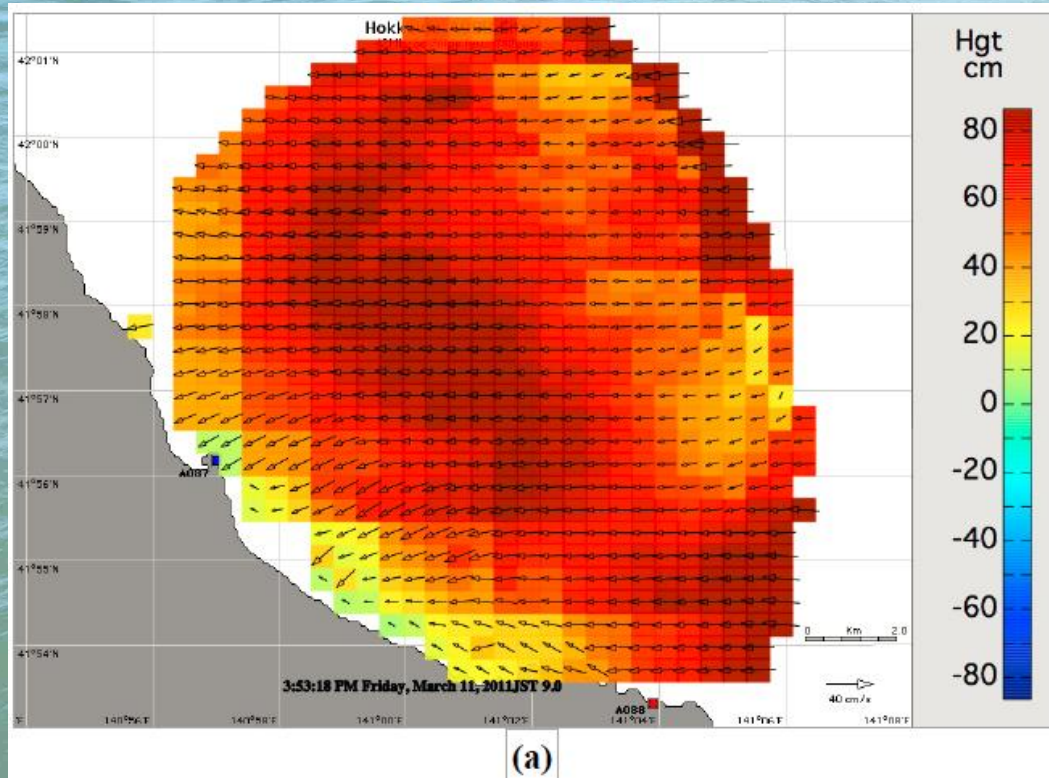 Hokk
Hgt
cm
42°01'N
42°00'N
41°59'N
41°58'N
41°57'N
41°56'N
41°55'N
41°54'N
80
60
40
20
0
-20
-40
-60
-80
A087
A088
0 Km 2.0
3:53:18 PM Friday, March 11, 2011JST 9.0
40 cm/s
140°56'E
140°58'E
141°00'E
141°02'E
141°04'E
141°06'E
141°08'E
(a)